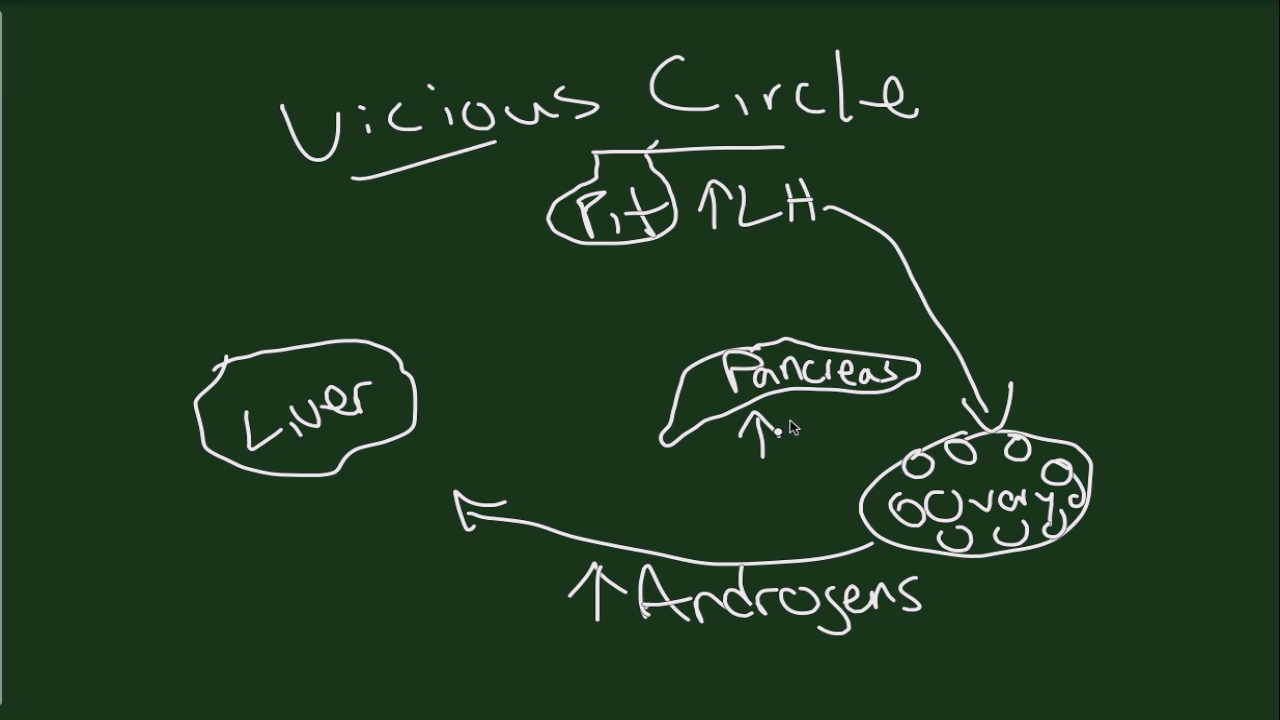 Vicious Circle
Pit ↑LH
Pancreas
Liver
↑
Ovary
↑Androgens